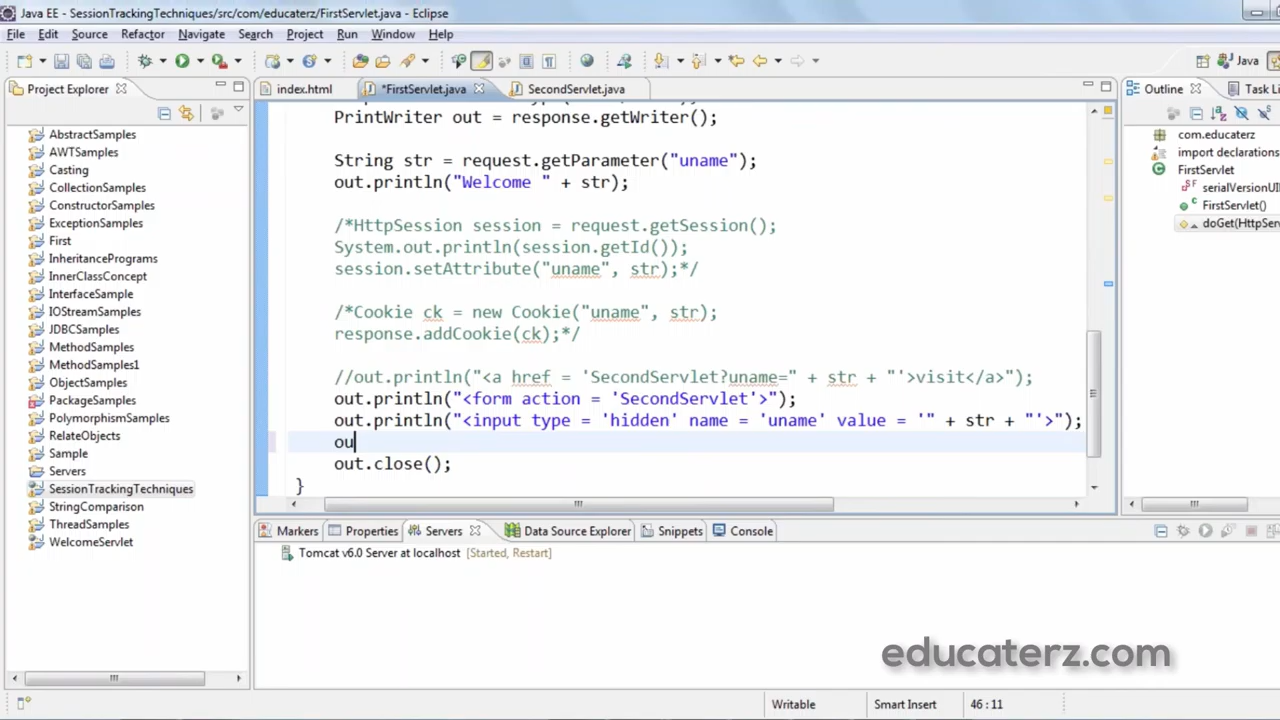 Java EE - SessionTrackingTechniques/src/com/educaterz/FirstServlet.java - Eclipse
File Edit Source Refactor Navigate Search Project Run Window Help
Java
Project Explorer
index.html
*FirstServlet.java
SecondServlet.java
Outline
Task Li
AbstractSamples
AWTSamples
Casting
CollectionSamples
ConstructorSamples
ExceptionSamples
First
InheritancePrograms
InnerClassConcept
InterfaceSample
IOStreamSamples
JDBCSamples
MethodSamples
MethodSamples1
ObjectSamples
PackageSamples
PolymorphismSamples
RelateObjects
Sample
Servers
SessionTrackingTechniques
StringComparison
ThreadSamples
WelcomeServlet
PrintWriter out = response.getWriter();
String str = request.getParameter("uname");
out.println("Welcome " + str);
/*HttpSession session = request.getSession();
System.out.println(session.getId());
session.setAttribute("uname", str);*/
/*Cookie ck = new Cookie("uname", str);
response.addCookie(ck);*/
//out.println("<a href = 'SecondServlet?uname=" + str + "'>visit</a>");
out.println("<form action = 'SecondServlet'>");
out.println("<input type = 'hidden' name = 'uname' value = '" + str + "'>");
ou
out.close();
}
com.educaterz
import declarations
FirstServlet
serialVersionUI
FirstServlet()
doGet(HttpServ
Markers
Properties
Servers
Data Source Explorer
Snippets
Console
Tomcat v6.0 Server at localhost [Started, Restart]
educaterz.com
Writable
Smart Insert
46 : 11